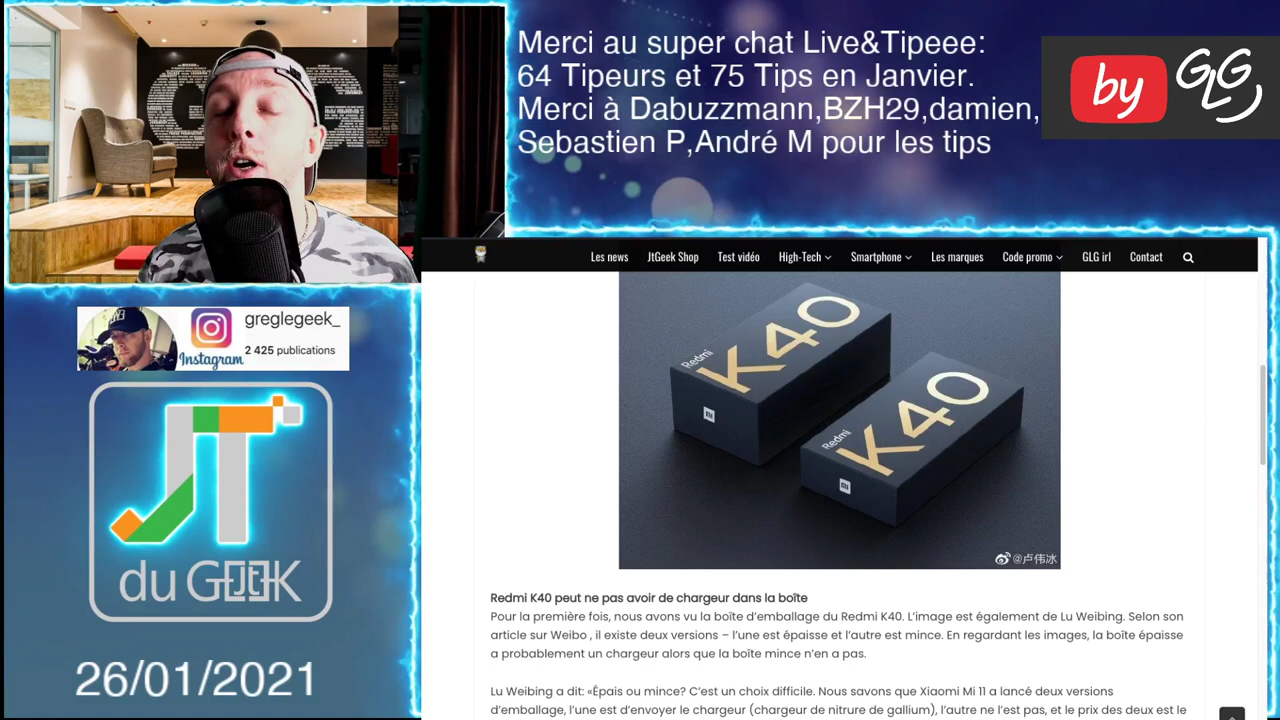 Merci au super chat Live&Tipeee:
64 Tipeurs et 75 Tips en Janvier.
Merci à Dabuzzmann,BZH29,damien,
Sebastien P,Andre M pour les tips
by GLG
Les news JtGeek Shop Test vidéo High-Tech Smartphone Les marques Code promo GLG irl Contact
greglegeek_
Instagram
2 425 publications
JT
du GEEK
26/01/2021
Redmi
K40
mi
Redmi
K40
mi
@卢伟冰
Redmi K40 peut ne pas avoir de chargeur dans la boîte
Pour la première fois, nous avons vu la boîte d’emballage du Redmi K40. L’image est également de Lu Weibing. Selon son
article sur Weibo , il existe deux versions – l’une est épaisse et l’autre est mince. En regardant les images, la boîte épaisse
a probablement un chargeur alors que la boîte mince n’en a pas.
Lu Weibing a dit: «Épais ou mince? C’est un choix difficile. Nous savons que Xiaomi Mi 11 a lancé deux versions
d’emballage, l’une est d’envoyer le chargeur (chargeur de nitrure de gallium), l’autre ne l’est pas, et le prix des deux est le